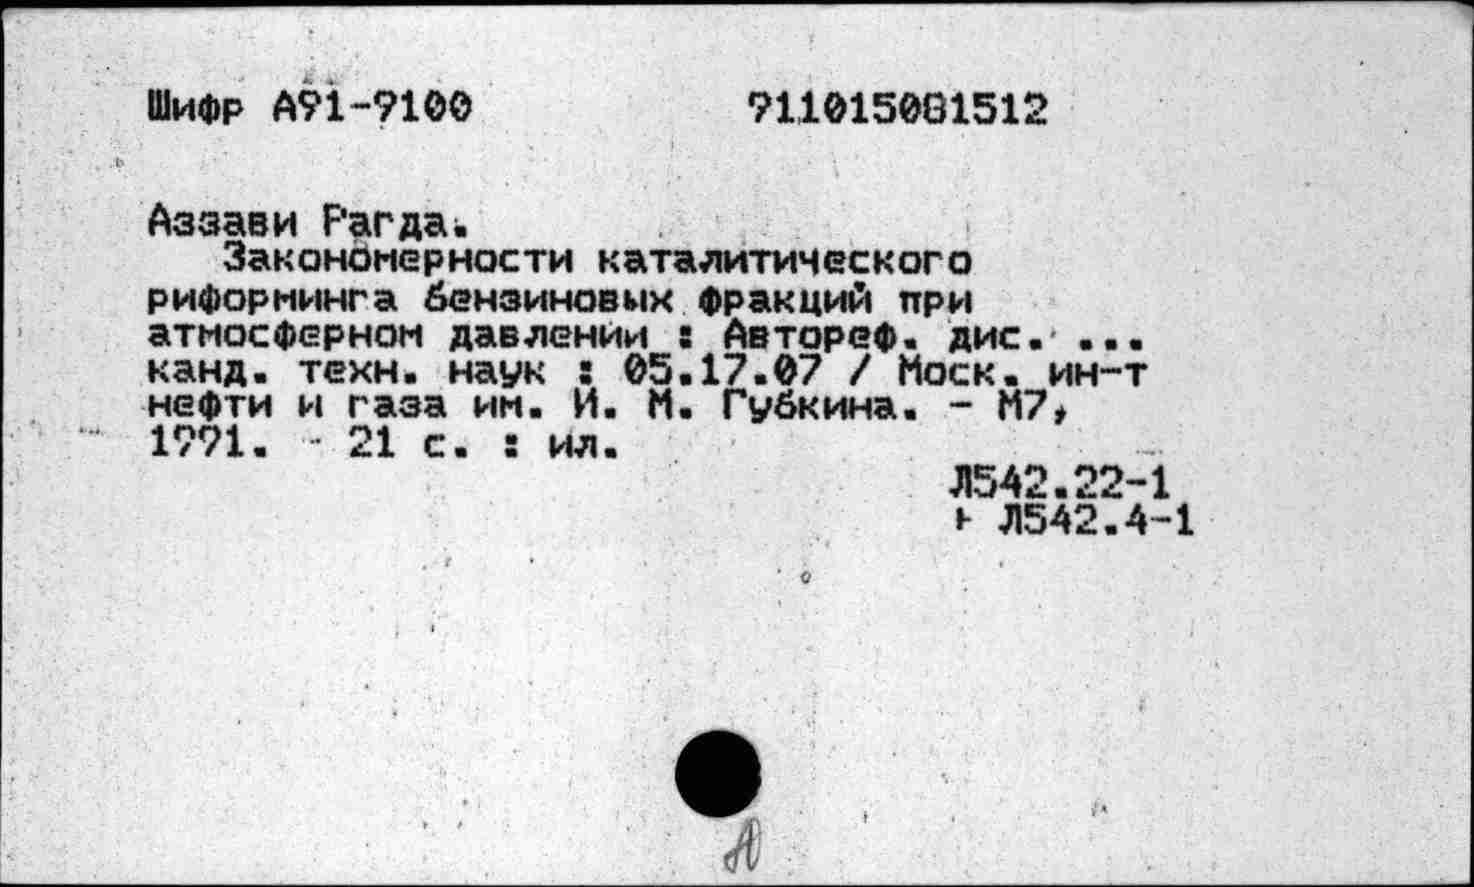 Шифр А91-9100 911015081512
Аззави Рагда.
Закономерности каталитического
риформинга бензиновых фракций при
атмосферном давлении : Автореф. дис. ...
канд. техн. наук : 05.17.07 / Моск. ин-т
нефти и газа им. И. М. Губкина. - М7,
1991. - 21 с. : ил.
Л542.22-1
+ Л542.4-1